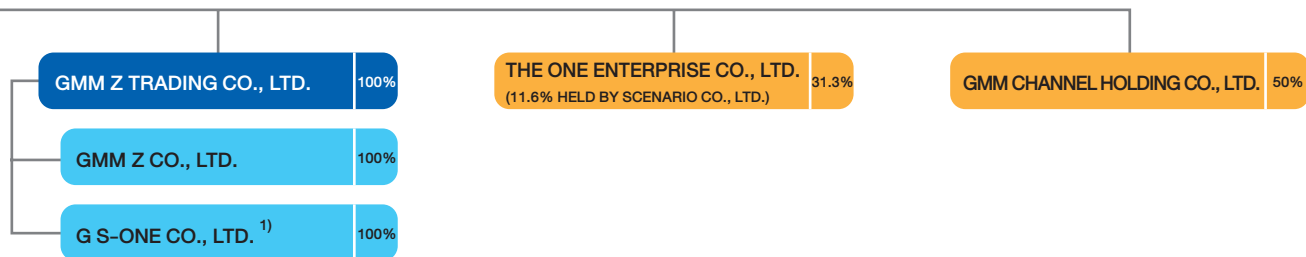 GMM Z TRADING CO., LTD. 100%
THE ONE ENTERPRISE CO., LTD. 31.3%
(11.6% HELD BY SCENARIO CO., LTD.)
GMM CHANNEL HOLDING CO., LTD. 50%
GMM Z CO., LTD. 100%
G S-ONE CO., LTD. 1) 100%